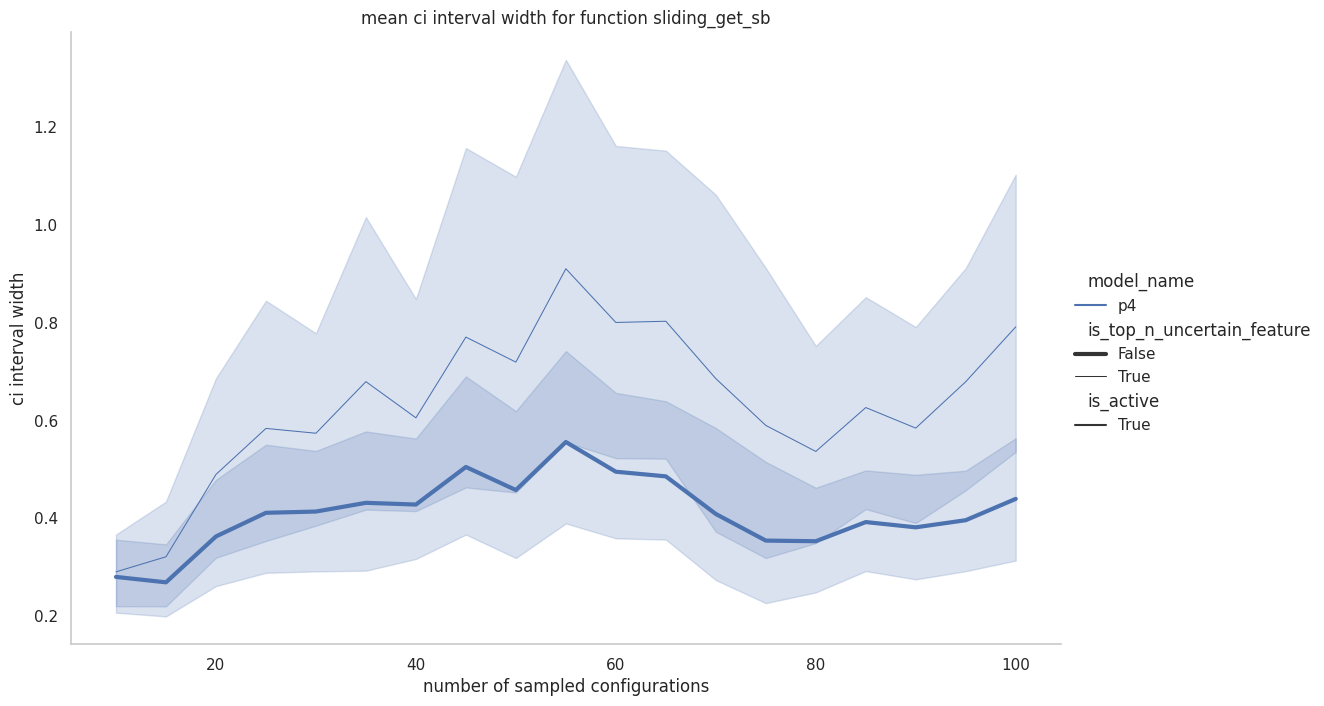 mean ci interval width for function sliding_get_sb
ci interval width
1.2
1.0
0.8
0.6
0.4
0.2
20
40
60
80
100
number of sampled configurations
model_name
p4
is_top_n_uncertain_feature
False
True
is_active
True